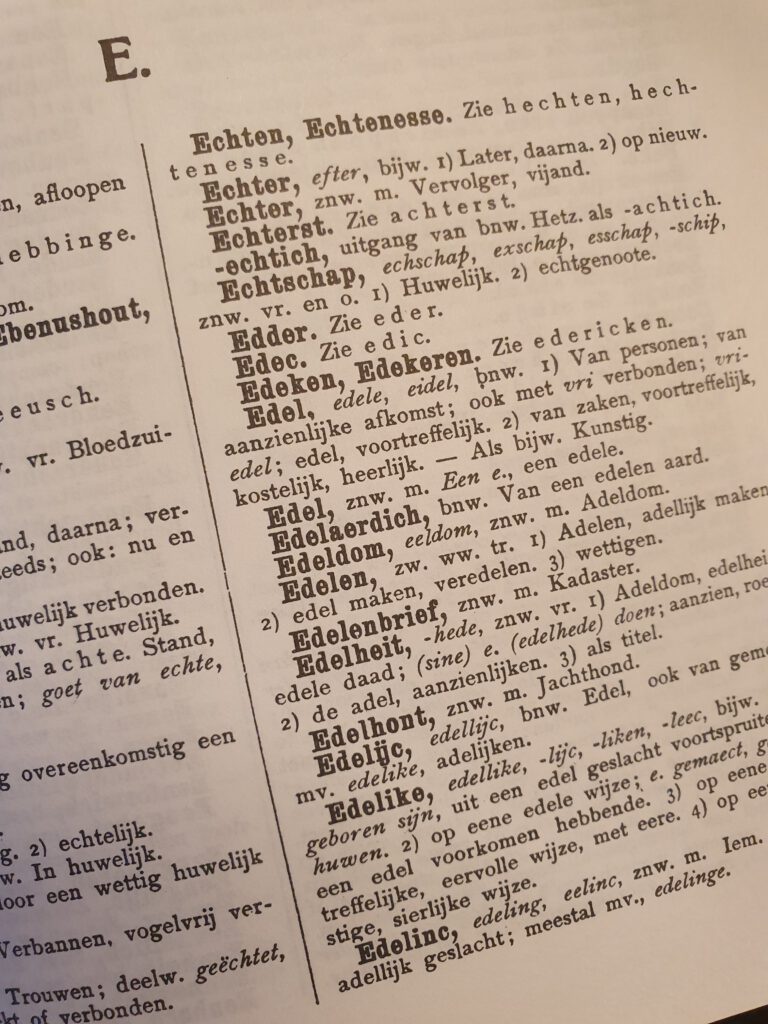 E.
afloopen
ebbinge.
Ebenushout,
eeusch.
vr. Bloedzui-
daarna; ver-
ook: nu en
huwelijk verbonden.
vr. Huwelijk.
als achte. Stand,
goet van echte,
overeenkomstig een
2) echtelijk.
In huwelijk.
een wettig huwelijk
Verbannen, vogelvrij ver-
Trouwen; deelw. geëchtet,
of verbonden.
Echten, Echtenesse. Zie hechten, hech-
tenesse.
Echter, efter, bijw. 1) Later, daarna. 2) op nieuw.
Echter, znw. m. Vervolger, vijand.
Echterst. Zie achterst.
-echtich, uitgang van bnw. Hetz. als -achtich.
Echtschap, echschap, exschap, esschap, -schip,
znw. vr. en o. 1) Huwelijk. 2) echtgenoote.
Edder. Zie eder.
Edec. Zie edic.
Edeken, Edekeren. Zie edericken.
Edel, edele, eidel, bnw. 1) Van personen; van
aanzienlijke afkomst; ook met vri verbonden; vri-
edel; edel, voortreffelijk. 2) van zaken, voortreffelijk,
kostelijk, heerlijk. — Als bijw. Kunstig.
Edel, znw. m. Een e., een edele.
Edelaerdich, bnw. Van een edelen aard.
Edeldom, eeldom, znw. m. Adeldom.
Edelen, zw. ww. tr. 1) Adelen, adellijk maken
2) edel maken, veredelen. 3) wettigen.
Edelenbrief, znw. m. Kadaster.
Edelheit, -hede, znw. vr. 1) Adeldom, edelhei
edele daad; (sine) e. (edelhede) doen; aanzien, roe
2) de adel, aanzienlijken. 3) als titel.
Edelhont, znw. m. Jachthond.
Edelijc, edellijc, bnw. Edel, ook van geme
mv. edelike, adelijken.
Edelike, edellike, -lijc, -liken, -leec, bijw.
geboren sijn, uit een edel geslacht voortspruite
huwen. 2) op eene edele wijze; e. gemaect, g
een edel voorkomen hebbende. 3) op eene
treffelijke, eervolle wijze, met eere. 4) op ee
stige, sierlijke wijze.
Edelinc, edeling, eelinc, znw. m. Iem.
adellijk geslacht; meestal mv., edelinge.